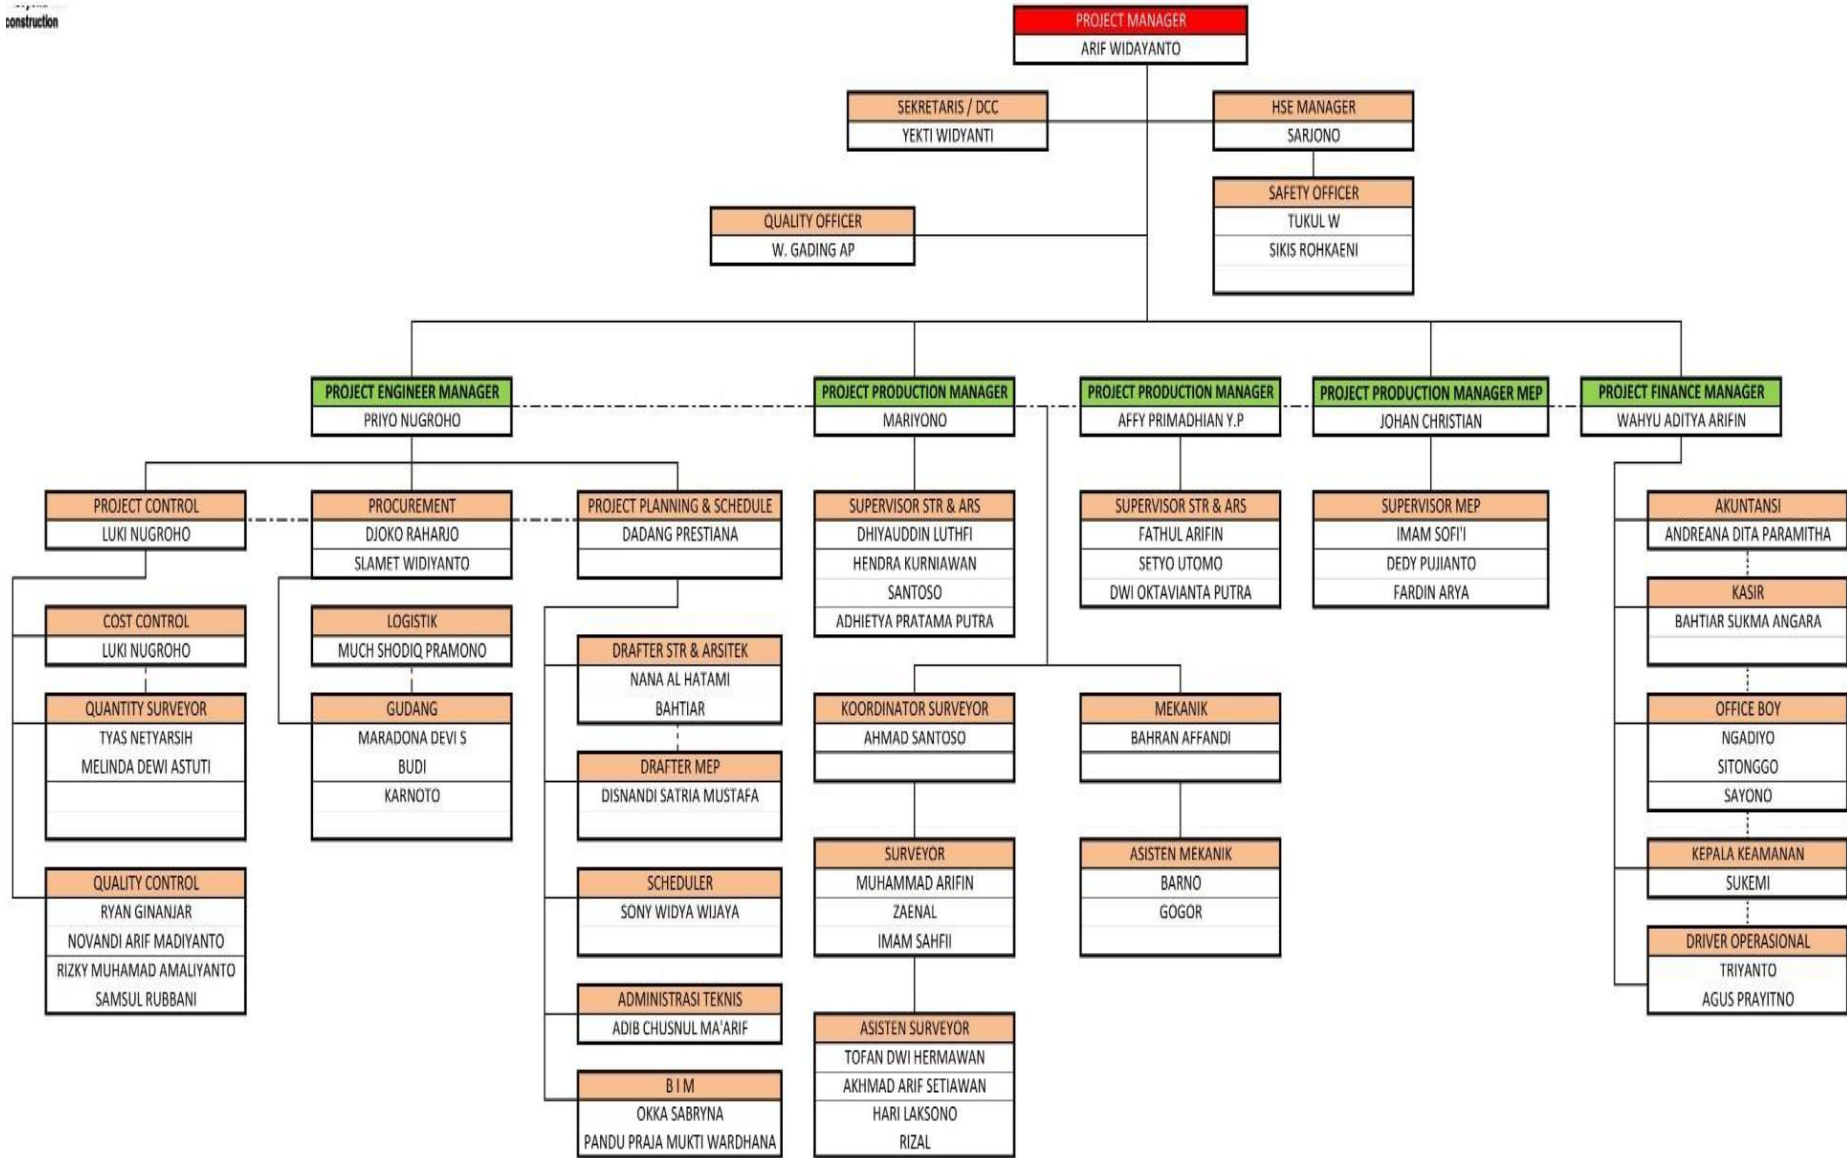 construction
PROJECT MANAGER
ARIF WIDAYANTO
SEKRETARIS / DCC
YEKTI WIDYANTI
HSE MANAGER
SARJONO
SAFETY OFFICER
TUKUL W
SIKIS ROHKAENI
QUALITY OFFICER
W. GADING AP
PROJECT ENGINEER MANAGER
PRIYO NUGROHO
PROJECT PRODUCTION MANAGER
MARIYONO
PROJECT PRODUCTION MANAGER
AFFY PRIMADHIAN Y.P
PROJECT PRODUCTION MANAGER MEP
JOHAN CHRISTIAN
PROJECT FINANCE MANAGER
WAHYU ADITYA ARIFIN
PROJECT CONTROL
LUKI NUGROHO
COST CONTROL
LUKI NUGROHO
QUANTITY SURVEYOR
TYAS NETYARSIH
MELINDA DEWI ASTUTI
QUALITY CONTROL
RYAN GINANJAR
NOVANDI ARIF MADIYANTO
RIZKY MUHAMAD AMALIYANTO
SAMSUL RUBBANI
PROCUREMENT
DJOKO RAHARJO
SLAMET WIDIYANTO
LOGISTIK
MUCH SHODIQ PRAMONO
GUDANG
MARADONA DEVI S
BUDI
KARNOTO
PROJECT PLANNING & SCHEDULE
DADANG PRESTIANA
DRAFTER STR & ARSITEK
NANA AL HATAMI
BAHTIAR
DRAFTER MEP
DISNANDI SATRIA MUSTAFA
SCHEDULER
SONY WIDYA WIJAYA
ADMINISTRASI TEKNIS
ADIB CHUSNUL MA'ARIF
B I M
OKKA SABRYNA
PANDU PRAJA MUKTI WARDHANA
SUPERVISOR STR & ARS
DHIYAUDDIN LUTHFI
HENDRA KURNIAWAN
SANTOSO
ADHIETYA PRATAMA PUTRA
KOORDINATOR SURVEYOR
AHMAD SANTOSO
SURVEYOR
MUHAMMAD ARIFIN
ZAENAL
IMAM SAHFII
ASISTEN SURVEYOR
TOFAN DWI HERMAWAN
AKHMAD ARIF SETIAWAN
HARI LAKSONO
RIZAL
SUPERVISOR STR & ARS
FATHUL ARIFIN
SETYO UTOMO
DWI OKTAVIANTA PUTRA
MEKANIK
BAHRAN AFFANDI
ASISTEN MEKANIK
BARNO
GOGOR
SUPERVISOR MEP
IMAM SOFI'I
DEDY PUJIANTO
FARDIN ARYA
AKUNTANSI
ANDREANA DITA PARAMITHA
KASIR
BAHTIAR SUKMA ANGARA
OFFICE BOY
NGADIYO
SITONGGO
SAYONO
KEPALA KEAMANAN
SUKEMI
DRIVER OPERASIONAL
TRIYANTO
AGUS PRAYITNO